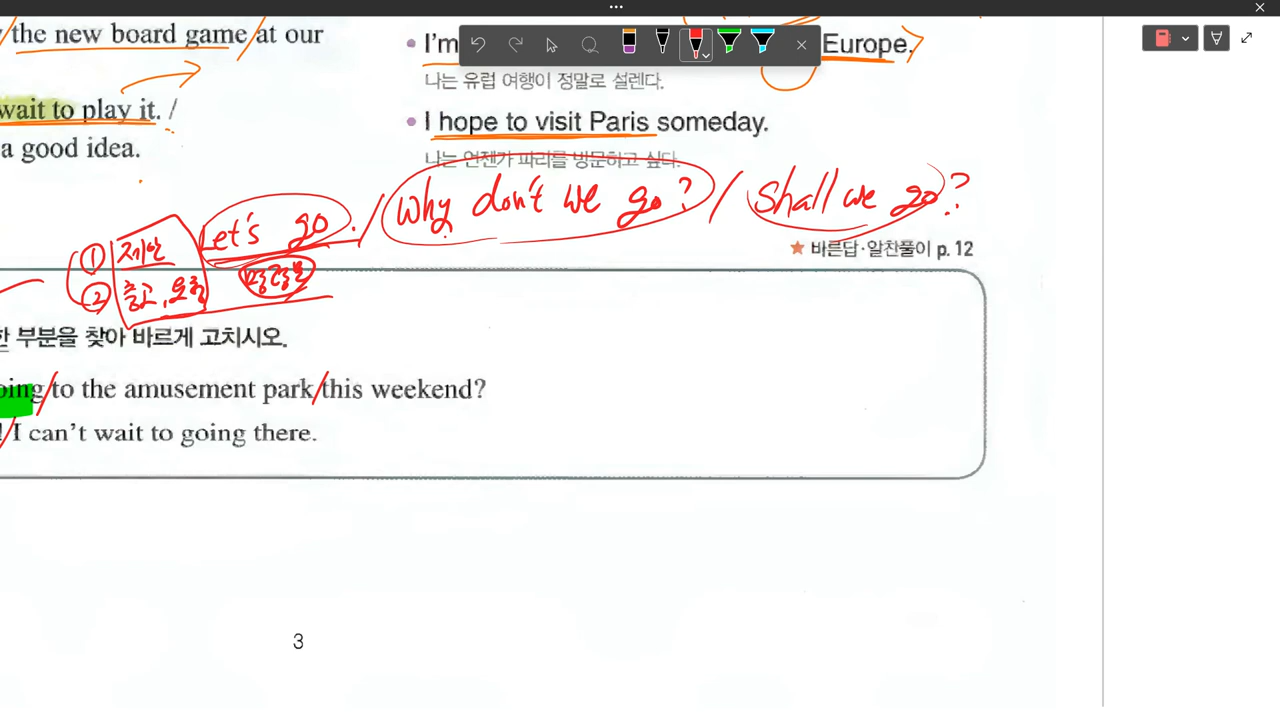 the new board game / at our
wait to play it. /
a good idea.
I'm
Europe.
나는 유럽 여행이 정말로 설렌다.
I hope to visit Paris someday.
나는 언젠가 파리를 방문하고 싶다.
Let's go. / Why don't we go? / Shall we go?
① 제안
② 충고, 요청
명령문
★ 바른답·알찬풀이 p. 12
한 부분을 찾아 바르게 고치시오.
oing / to the amusement park / this weekend?
/ I can't wait to going there.
3